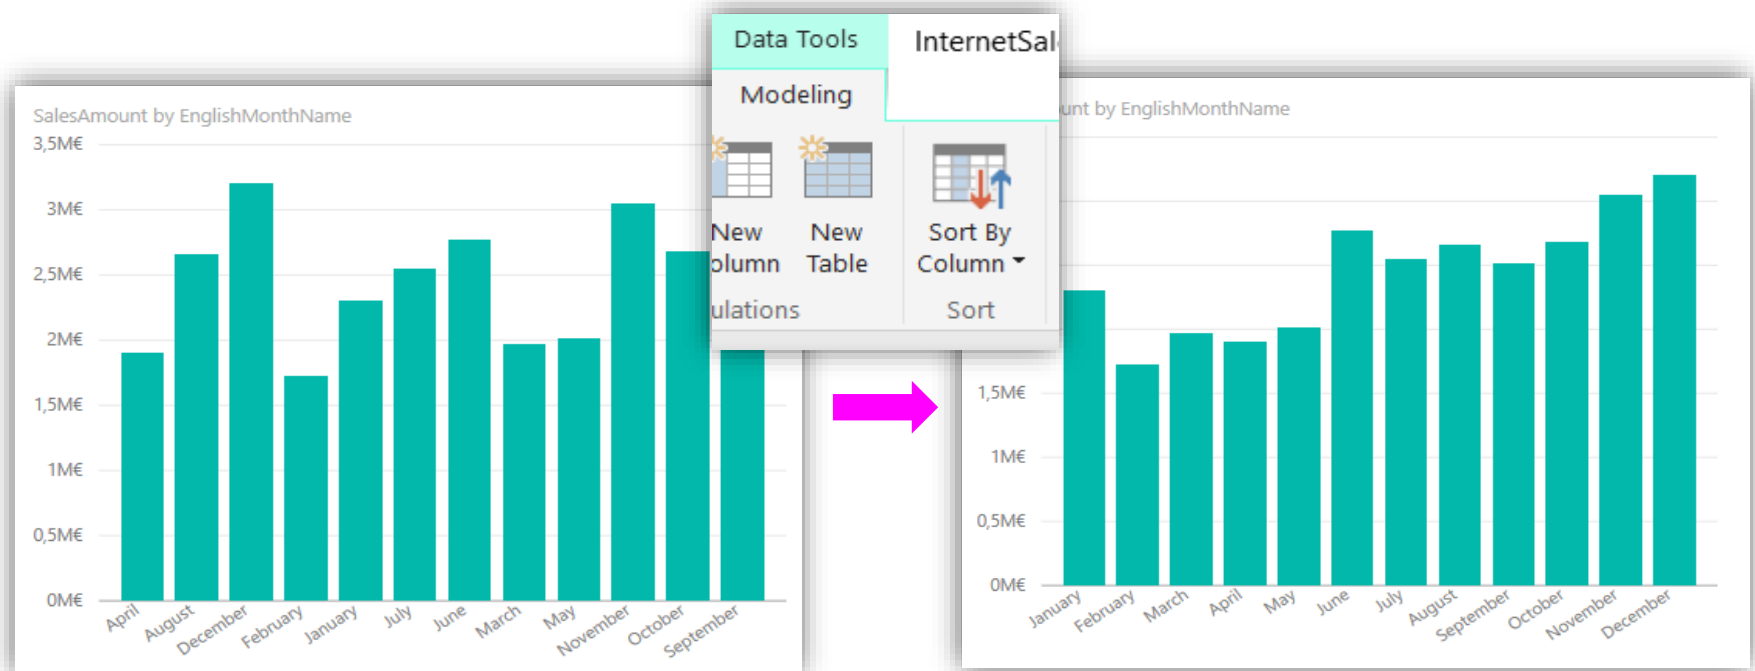 SalesAmount by EnglishMonthName
3,5M€
3M€
2,5M€
2M€
1,5M€
1M€
0,5M€
0M€
April
August
December
February
January
July
June
March
May
November
October
September
Data Tools
InternetSal
Modeling
New
olumn
New
Table
Sort By
Column
ulations
Sort
unt by EnglishMonthName
1,5M€
1M€
0,5M€
0M€
January
February
March
April
May
June
July
August
September
October
November
December